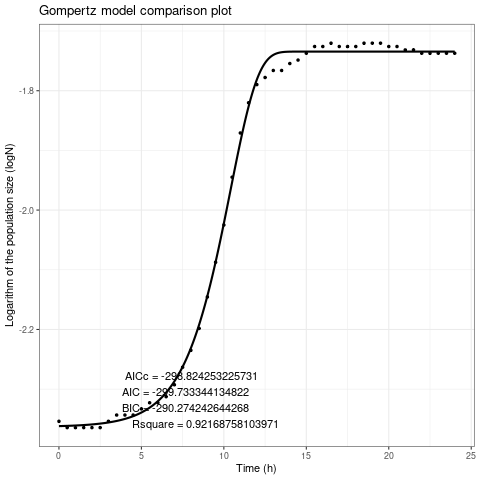 Gompertz model comparison plot
Logarithm of the population size (logN)
-1.8
-2.0
-2.2
AICc = -298.824253225731
AIC = -299.733344134822
BIC = -290.274242644268
Rsquare = 0.92168758103971
0 5 10 15 20 25
Time (h)